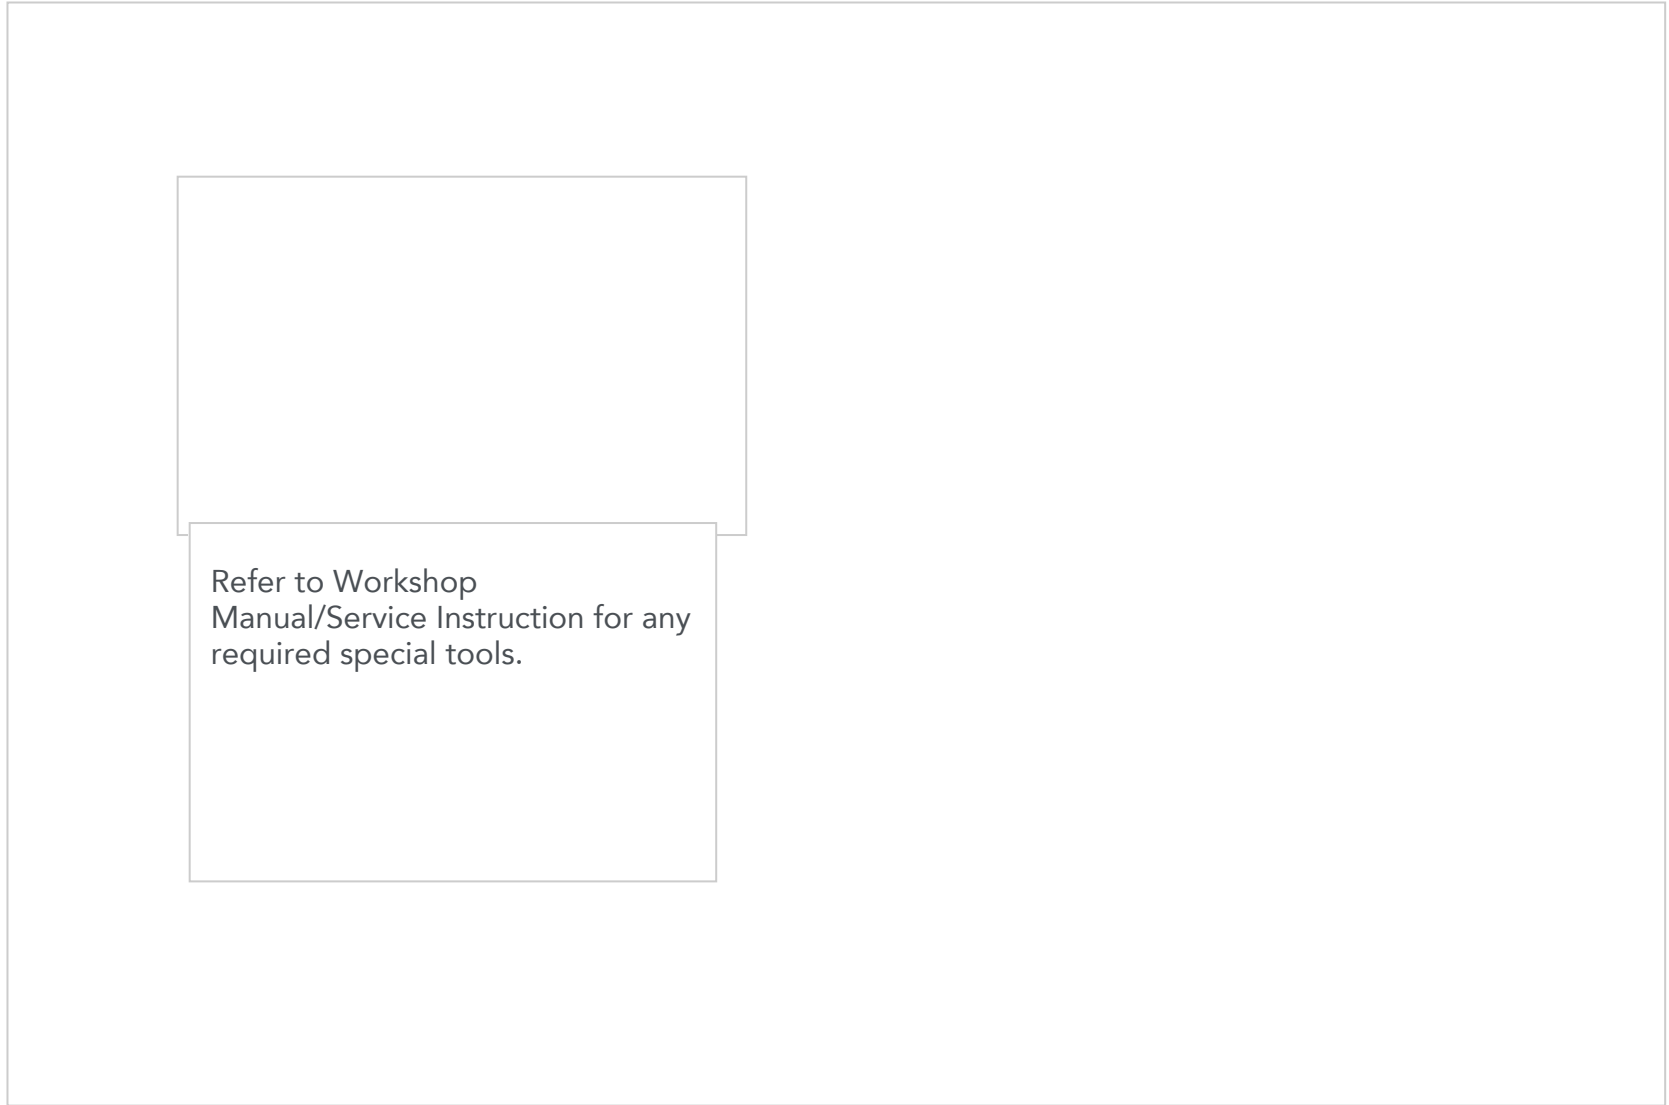 Refer to Workshop
Manual/Service Instruction for any
required special tools.